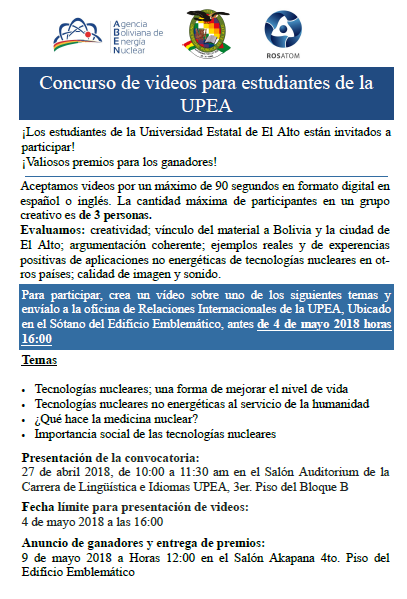 Agencia
Boliviana de
Energía
Nuclear
ABEN
ROSATOM
Concurso de videos para estudiantes de la
UPEA
¡Los estudiantes de la Universidad Estatal de El Alto están invitados a
participar!
¡Valiosos premios para los ganadores!
Aceptamos videos por un máximo de 90 segundos en formato digital en
español o inglés. La cantidad máxima de participantes en un grupo
creativo es de 3 personas.
Evaluamos: creatividad; vínculo del material a Bolivia y la ciudad de
El Alto; argumentación coherente; ejemplos reales y de experencias
positivas de aplicaciones no energéticas de tecnologías nucleares en ot-
ros países; calidad de imagen y sonido.
Para participar, crea un vídeo sobre uno de los siguientes temas y
envíalo a la oficina de Relaciones Internacionales de la UPEA, Ubicado
en el Sótano del Edificio Emblemático, antes de 4 de mayo 2018 horas
16:00
Temas
• Tecnologías nucleares; una forma de mejorar el nivel de vida
• Tecnologías nucleares no energéticas al servicio de la humanidad
• ¿Qué hace la medicina nuclear?
• Importancia social de las tecnologías nucleares
Presentación de la convocatoria:
27 de abril 2018, de 10:00 a 11:30 am en el Salón Auditorium de la
Carrera de Lingüística e Idiomas UPEA, 3er. Piso del Bloque B
Fecha límite para presentación de videos:
4 de mayo 2018 a las 16:00
Anuncio de ganadores y entrega de premios:
9 de mayo 2018 a Horas 12:00 en el Salón Akapana 4to. Piso del
Edificio Emblemático